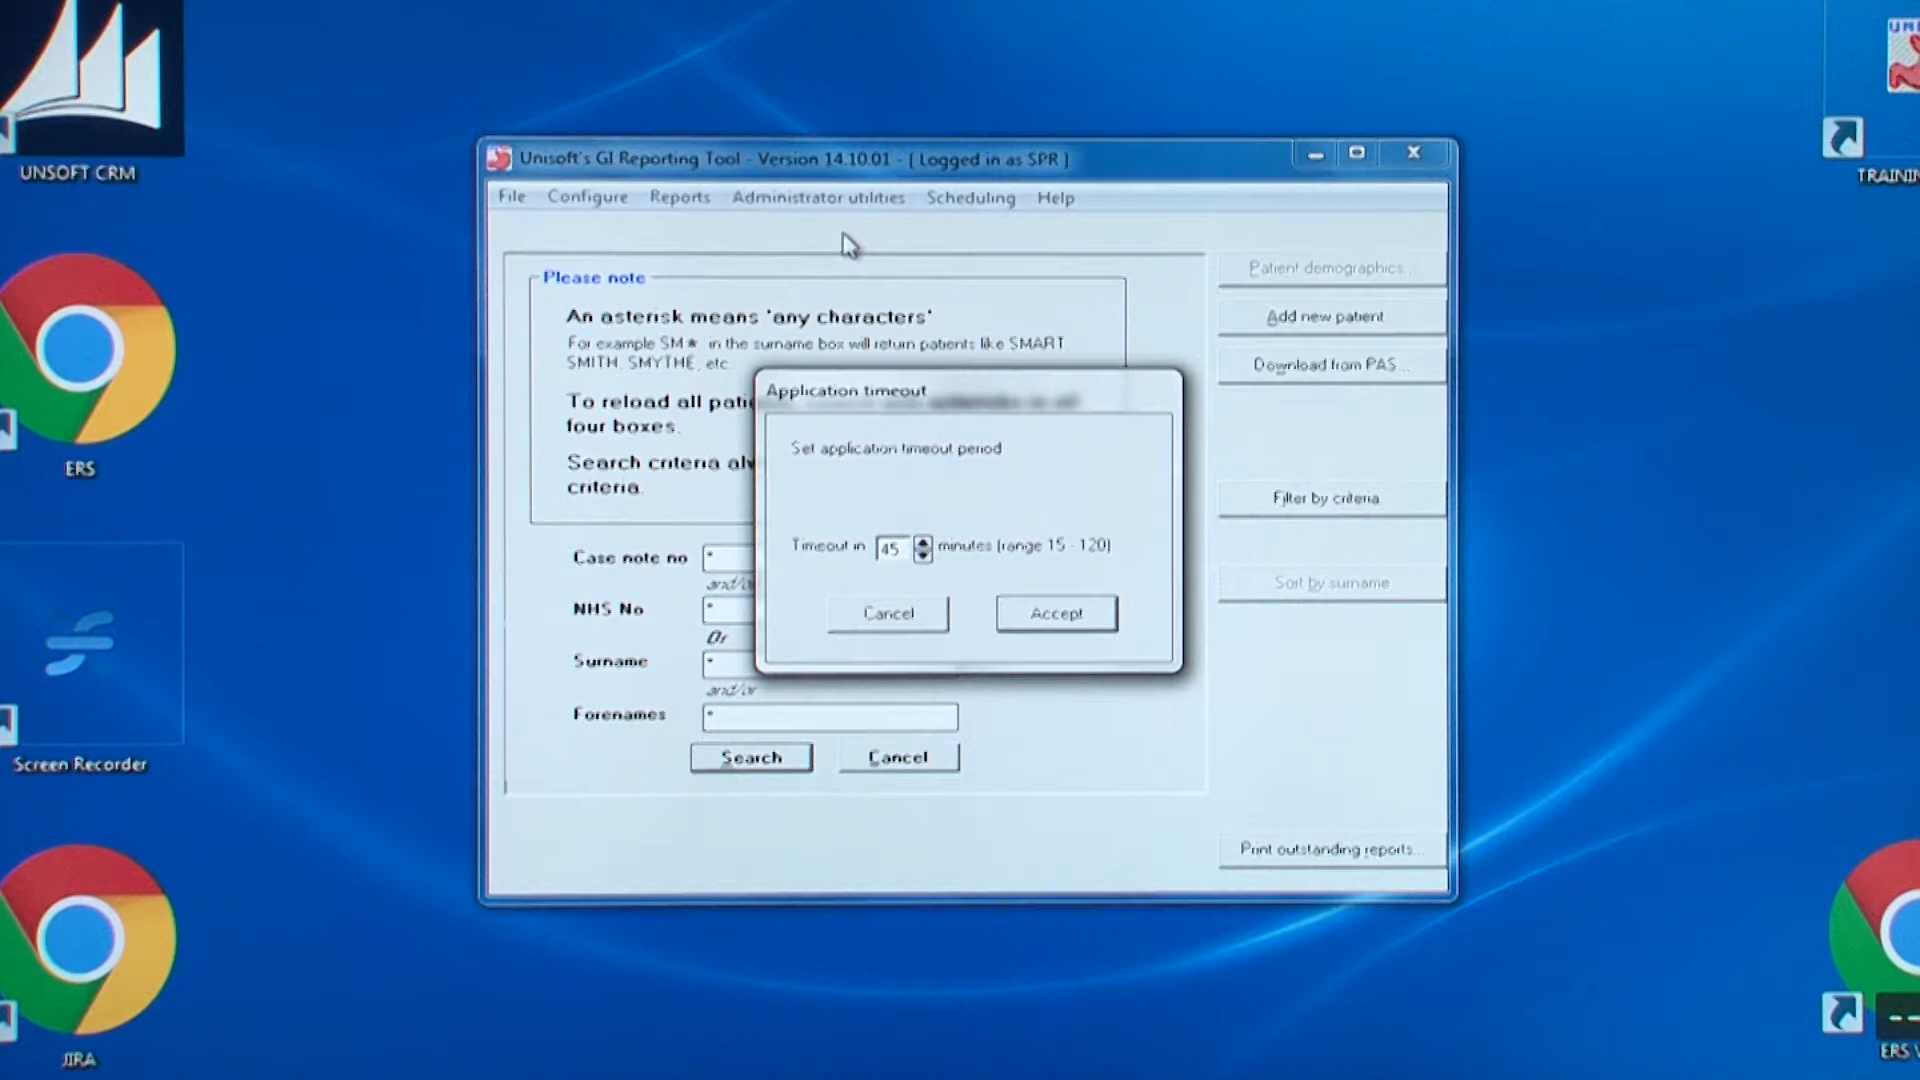 UNSOFT CRM
ERS
Screen Recorder
JIRA
Unisoft's GI Reporting Tool - Version 14.10.01 - [ Logged in as SPR ]
File Configure Reports Administrator utilities Scheduling Help
Please note
An asterisk means 'any characters'
For example SM* in the surname box will return patients like SMART
SMITH, SMYTHE, etc.
To reload all
four boxes.
Search criteria
criteria
Case note no *
NHS No *
Or
Surname *
and/or
Forenames *
Search Cancel
Application timeout
Set application timeout period
Timeout in 45 minutes (range 15 - 120)
Cancel Accept
Patient demographics...
Add new patient
Download from PAS...
Filter by criteria
Sort by surname
Print outstanding reports...
ERS